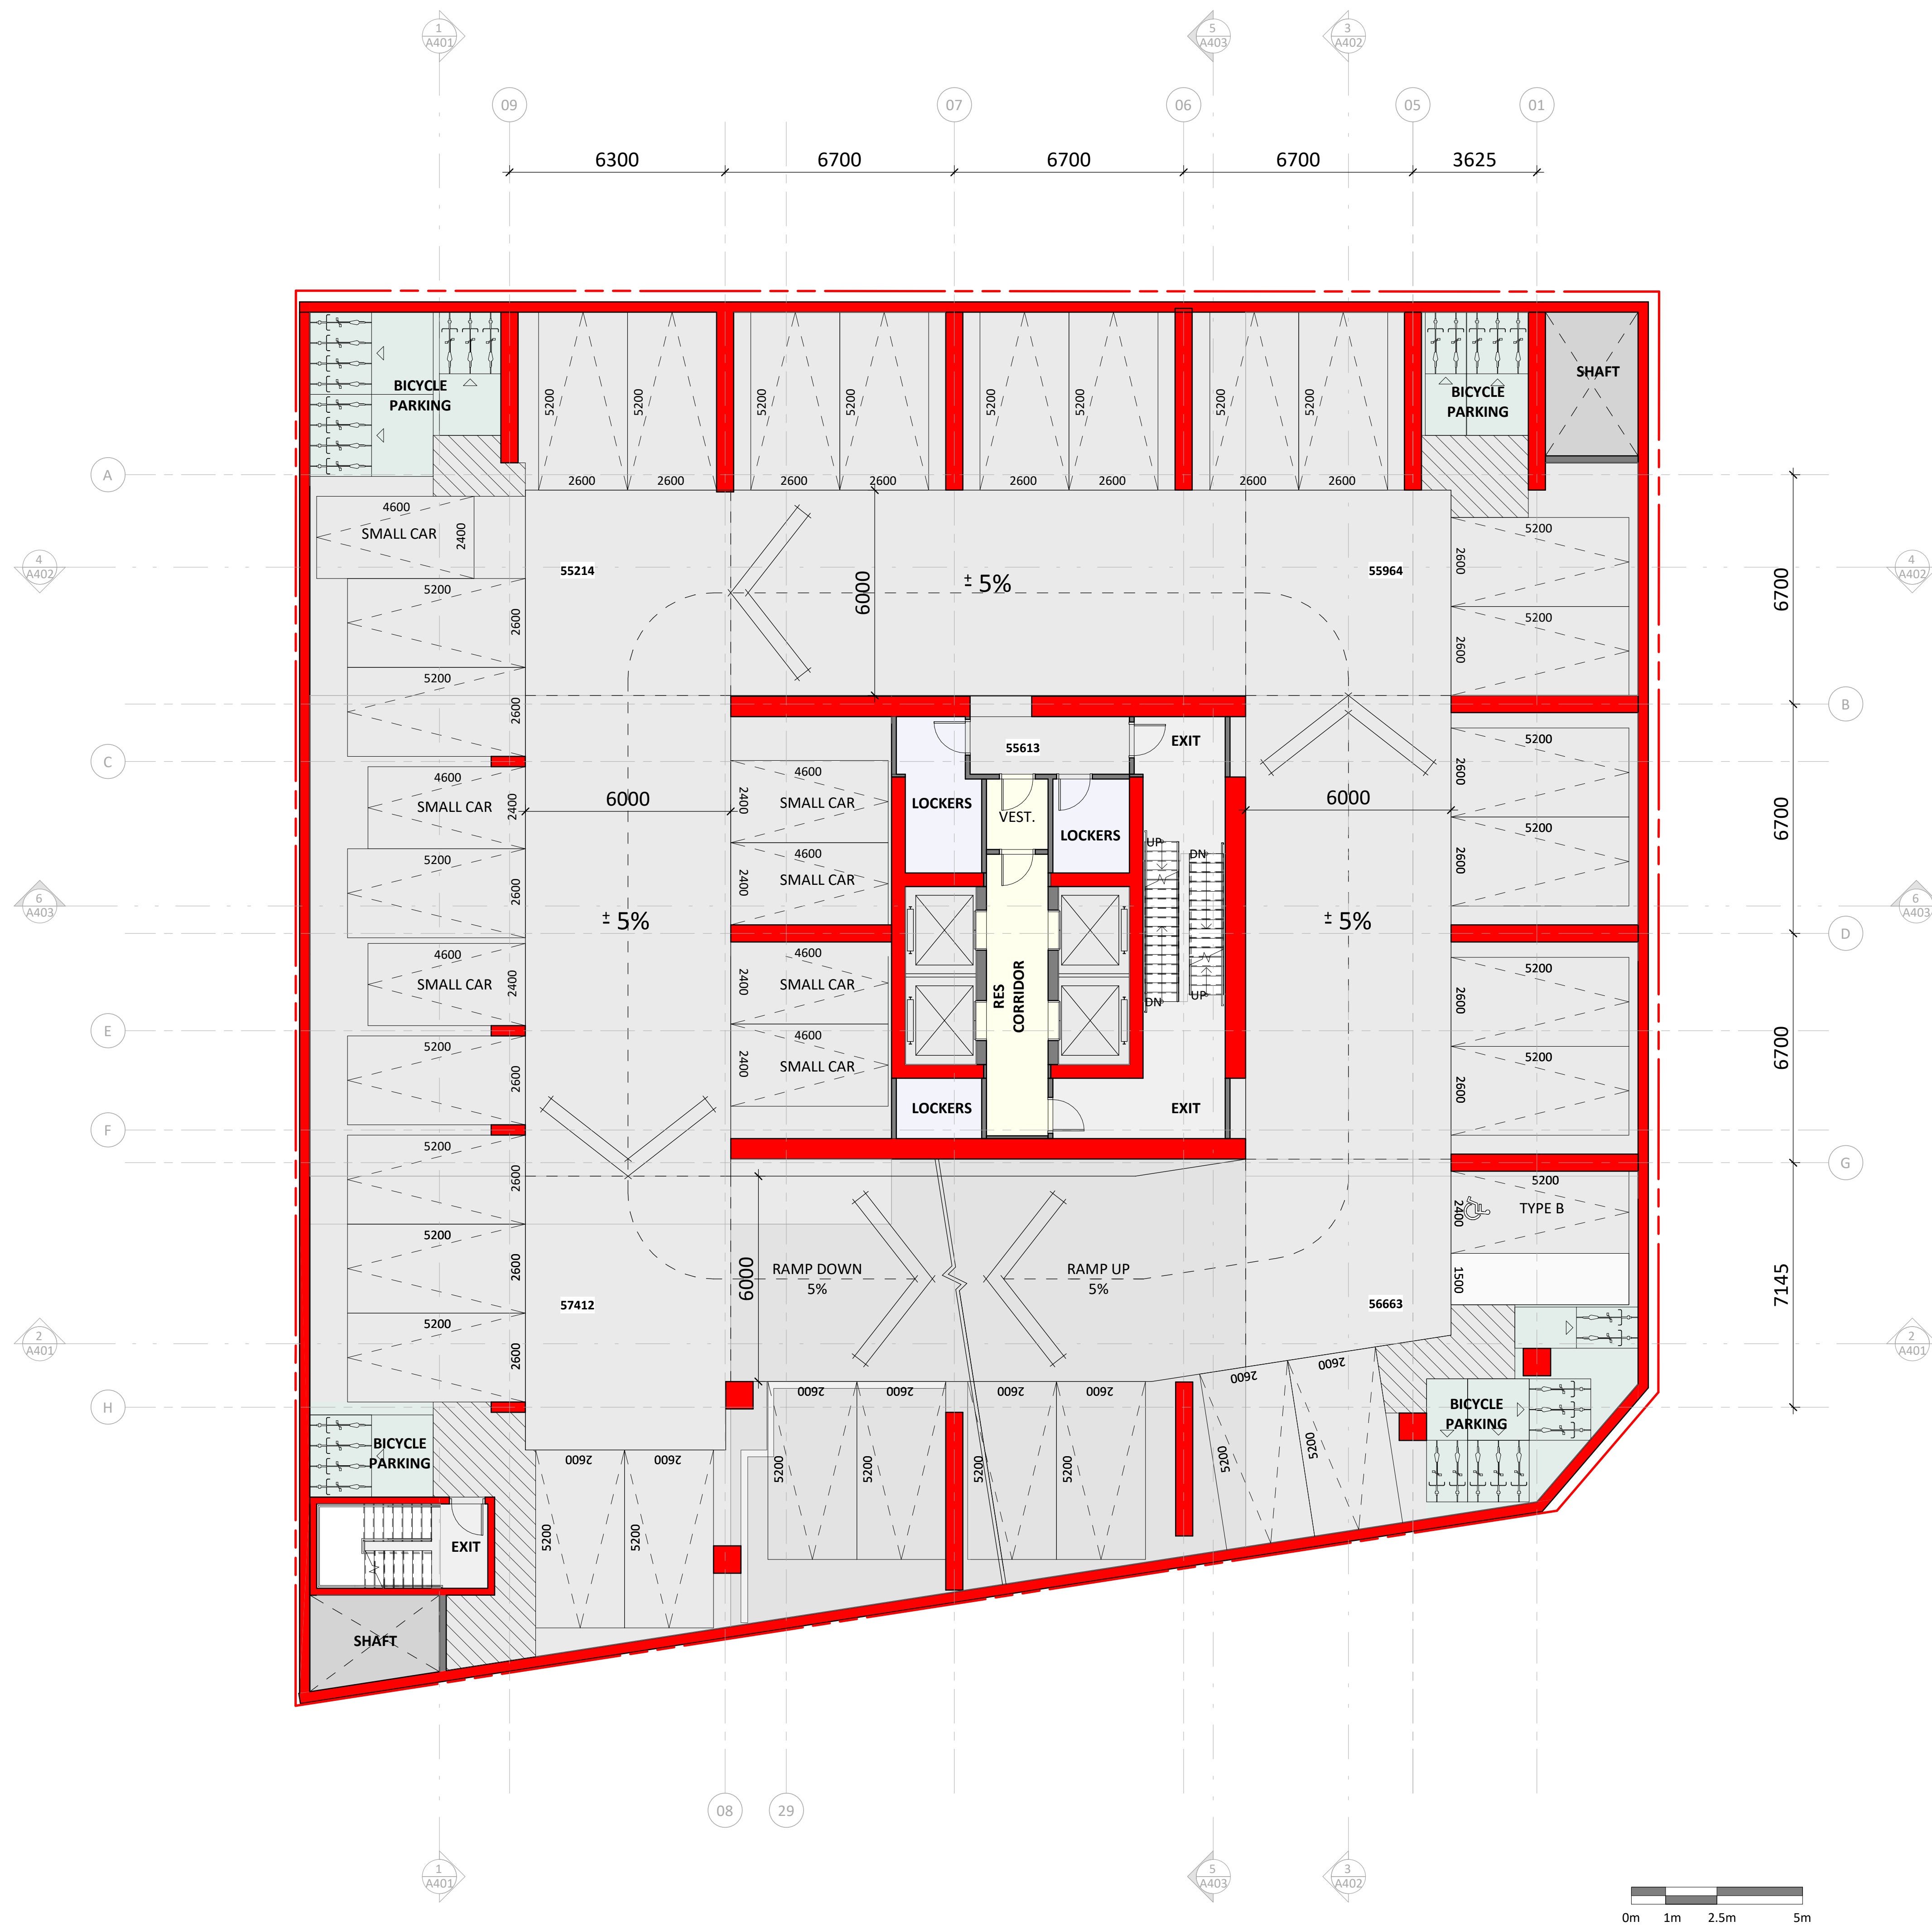 1
A401
5
A403
3
A402
09
07
06
05
01
6300
6700
6700
6700
3625
BICYCLE
PARKING
5200
5200
5200
5200
5200
5200
5200
5200
BICYCLE
PARKING
SHAFT
A
2600
2600
2600
2600
2600
2600
2600
2600
4600
SMALL CAR
2400
5200
2600
4
A402
55214
6000
± 5%
55964
4
A402
6700
5200
2600
5200
2600
5200
2600
B
55613
EXIT
5200
2600
C
4600
SMALL CAR
2400
6000
4600
SMALL CAR
2400
LOCKERS
VEST.
LOCKERS
6000
6700
5200
2600
UP
DN
5200
2600
4600
SMALL CAR
2400
6
A403
± 5%
± 5%
6
A403
D
4600
SMALL CAR
2400
4600
SMALL CAR
2400
RES
CORRIDOR
DN
UP
5200
2600
E
4600
SMALL CAR
2400
5200
2600
5200
2600
6700
F
LOCKERS
EXIT
5200
2600
G
5200
2400
TYPE B
5200
2600
6000
RAMP DOWN
5%
RAMP UP
5%
1500
7145
57412
56663
2
A401
5200
2600
2
A401
2600
2600
2600
2600
2600
2600
H
BICYCLE
PARKING
BICYCLE
PARKING
2600
2600
5200
5200
5200
5200
5200
5200
5200
5200
EXIT
SHAFT
08
29
1
A401
5
A403
3
A402
0m
1m
2.5m
5m